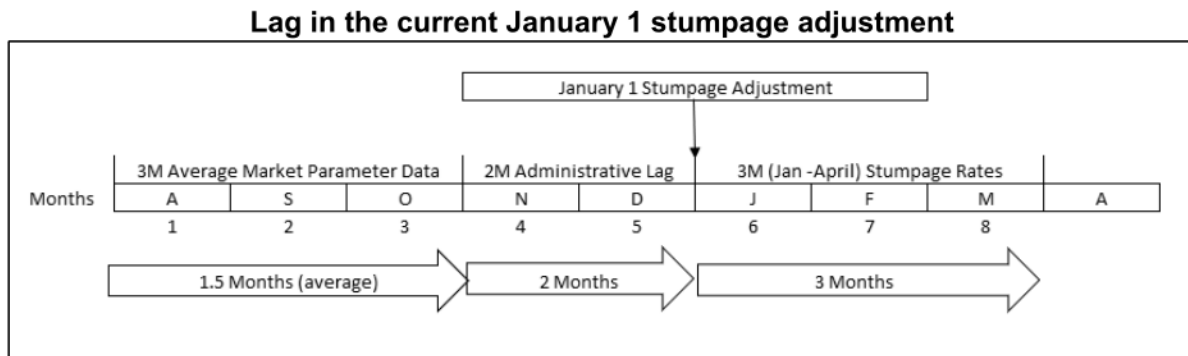 Lag in the current January 1 stumpage adjustment
January 1 Stumpage Adjustment
3M Average Market Parameter Data 2M Administrative Lag 3M (Jan -April) Stumpage Rates
Months A S O N D J F M A
1 2 3 4 5 6 7 8
1.5 Months (average) 2 Months 3 Months